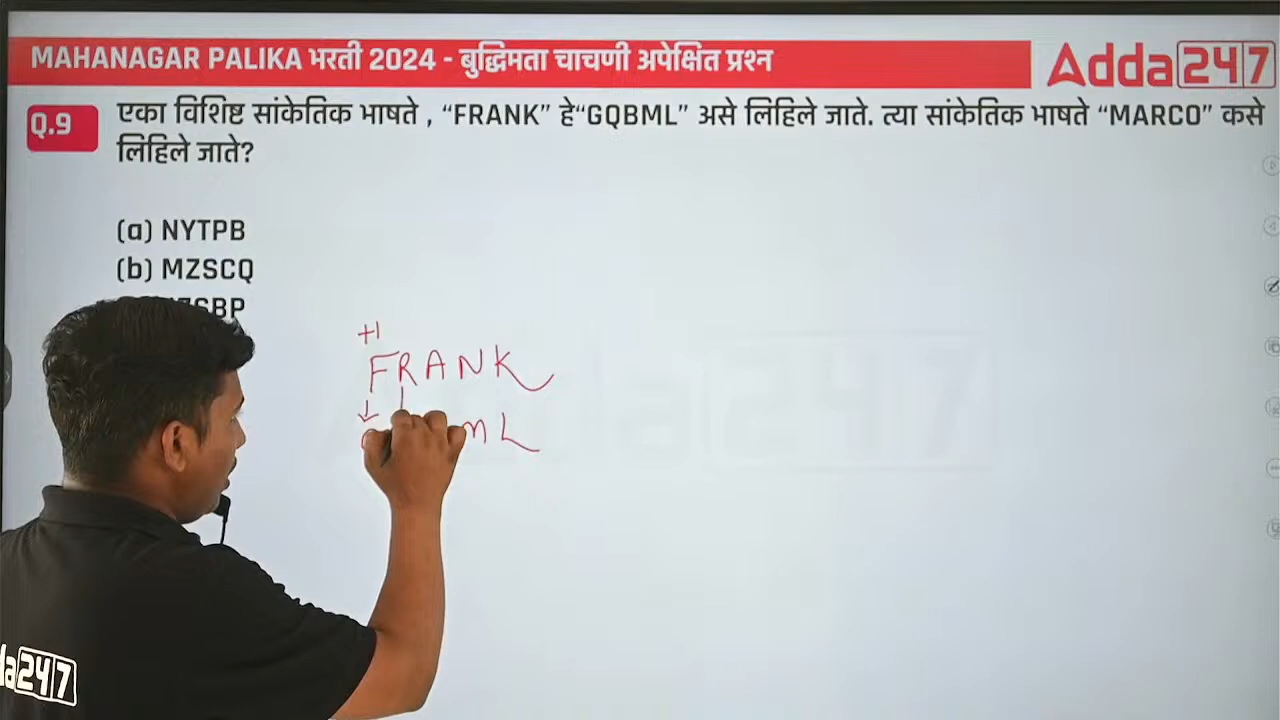 MAHANAGAR PALIKA भरती 2024 - बुद्धिमता चाचणी अपेक्षित प्रश्न
Adda247
Q.9
एका विशिष्ट सांकेतिक भाषते , “FRANK” हे“GQBML” असे लिहिले जाते. त्या सांकेतिक भाषते “MARCO” कसे
लिहिले जाते?
(a) NYTPB
(b) MZSCQ
+1
FRANK
mL